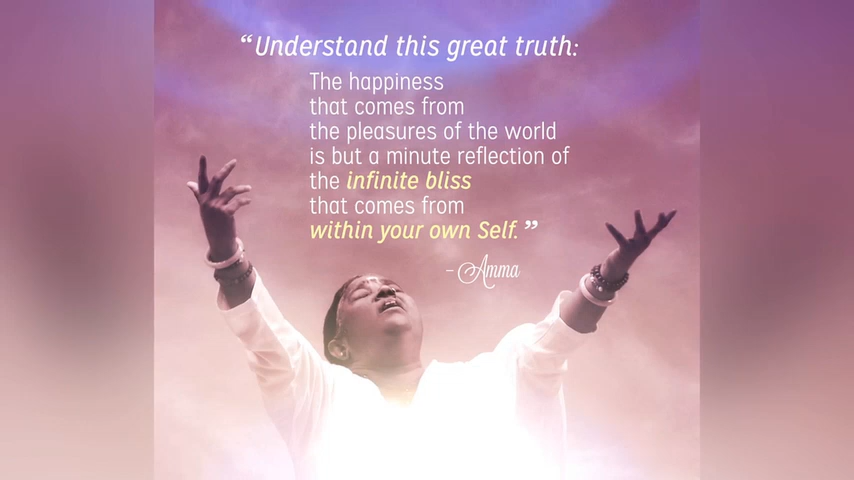 “Understand this great truth:
The happiness
that comes from
the pleasures of the world
is but a minute reflection of
the infinite bliss
that comes from
within your own Self.”
– Amma